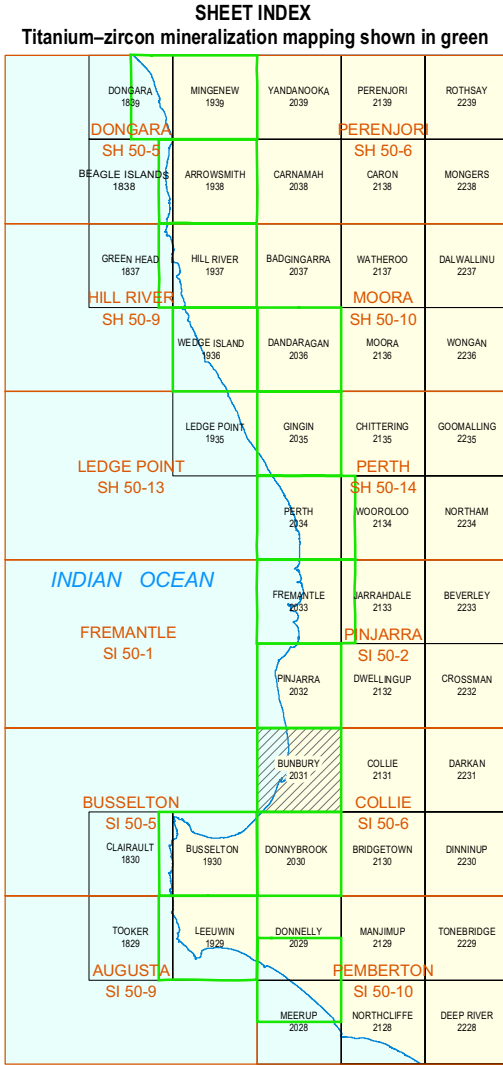 SHEET INDEX
Titanium–zircon mineralization mapping shown in green
DONGARA
1839
MINGENEW
1939
YANDANOOKA
2039
PERENJORI
2139
ROTHSAY
2239
DONGARA
SH 50-5
PERENJORI
SH 50-6
BEAGLE ISLANDS
1838
ARROWSMITH
1938
CARNAMAH
2038
CARON
2138
MONGERS
2238
GREEN HEAD
1837
HILL RIVER
1937
BADGINGARRA
2037
WATHEROO
2137
DALWALLINU
2237
HILL RIVER
SH 50-9
MOORA
SH 50-10
WEDGE ISLAND
1936
DANDARAGAN
2036
MOORA
2136
WONGAN
2236
LEDGE POINT
1935
GINGIN
2035
CHITTERING
2135
GOOMALLING
2235
LEDGE POINT
SH 50-13
PERTH
SH 50-14
PERTH
2034
WOOROLOO
2134
NORTHAM
2234
INDIAN OCEAN
FREMANTLE
2033
JARRAHDALE
2133
BEVERLEY
2233
FREMANTLE
SI 50-1
PINJARRA
SI 50-2
PINJARRA
2032
DWELLINGUP
2132
CROSSMAN
2232
BUNBURY
2031
COLLIE
2131
DARKAN
2231
BUSSELTON
SI 50-5
COLLIE
SI 50-6
CLAIRAULT
1830
BUSSELTON
1930
DONNYBROOK
2030
BRIDGETOWN
2130
DINNINUP
2230
TOOKER
1829
LEEUWIN
1929
DONNELLY
2029
MANJIMUP
2129
TONEBRIDGE
2229
AUGUSTA
SI 50-9
PEMBERTON
SI 50-10
MEERUP
2028
NORTHCLIFFE
2128
DEEP RIVER
2228